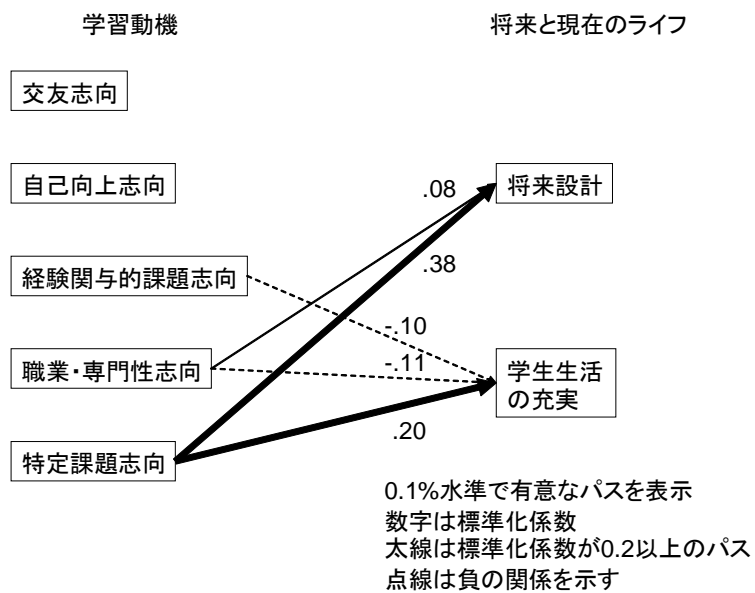 学習動機
将来と現在のライフ
交友志向
自己向上志向
.08
将来設計
.38
経験関与的課題志向
-.10
職業・専門性志向
-.11
学生生活
の充実
.20
特定課題志向
0.1%水準で有意なパスを表示
数字は標準化係数
太線は標準化係数が0.2以上のパス
点線は負の関係を示す